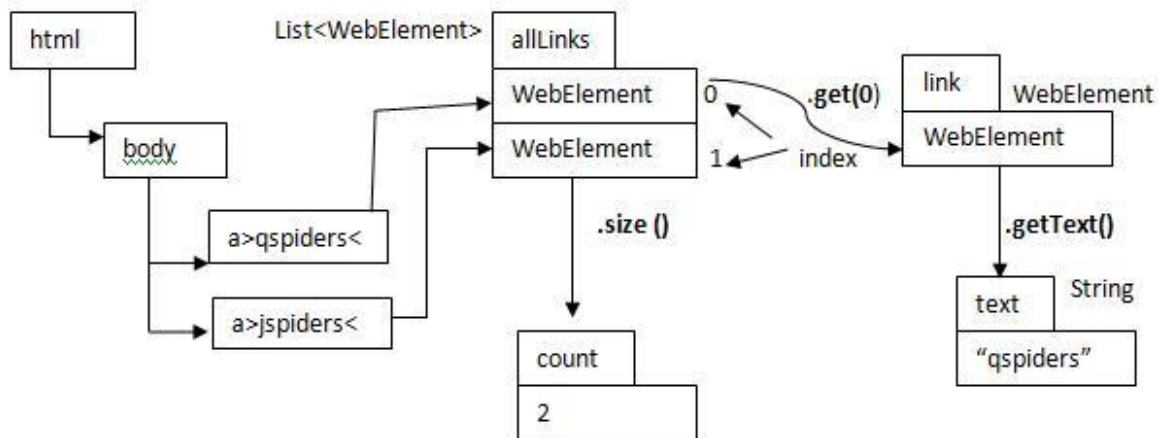 html
List<WebElement>
allLinks
WebElement
0
.get(0)
link
WebElement
WebElement
body
WebElement
1
index
a>qspiders<
.size ()
.getText()
a>jspiders<
text
String
"qspiders"
count
2